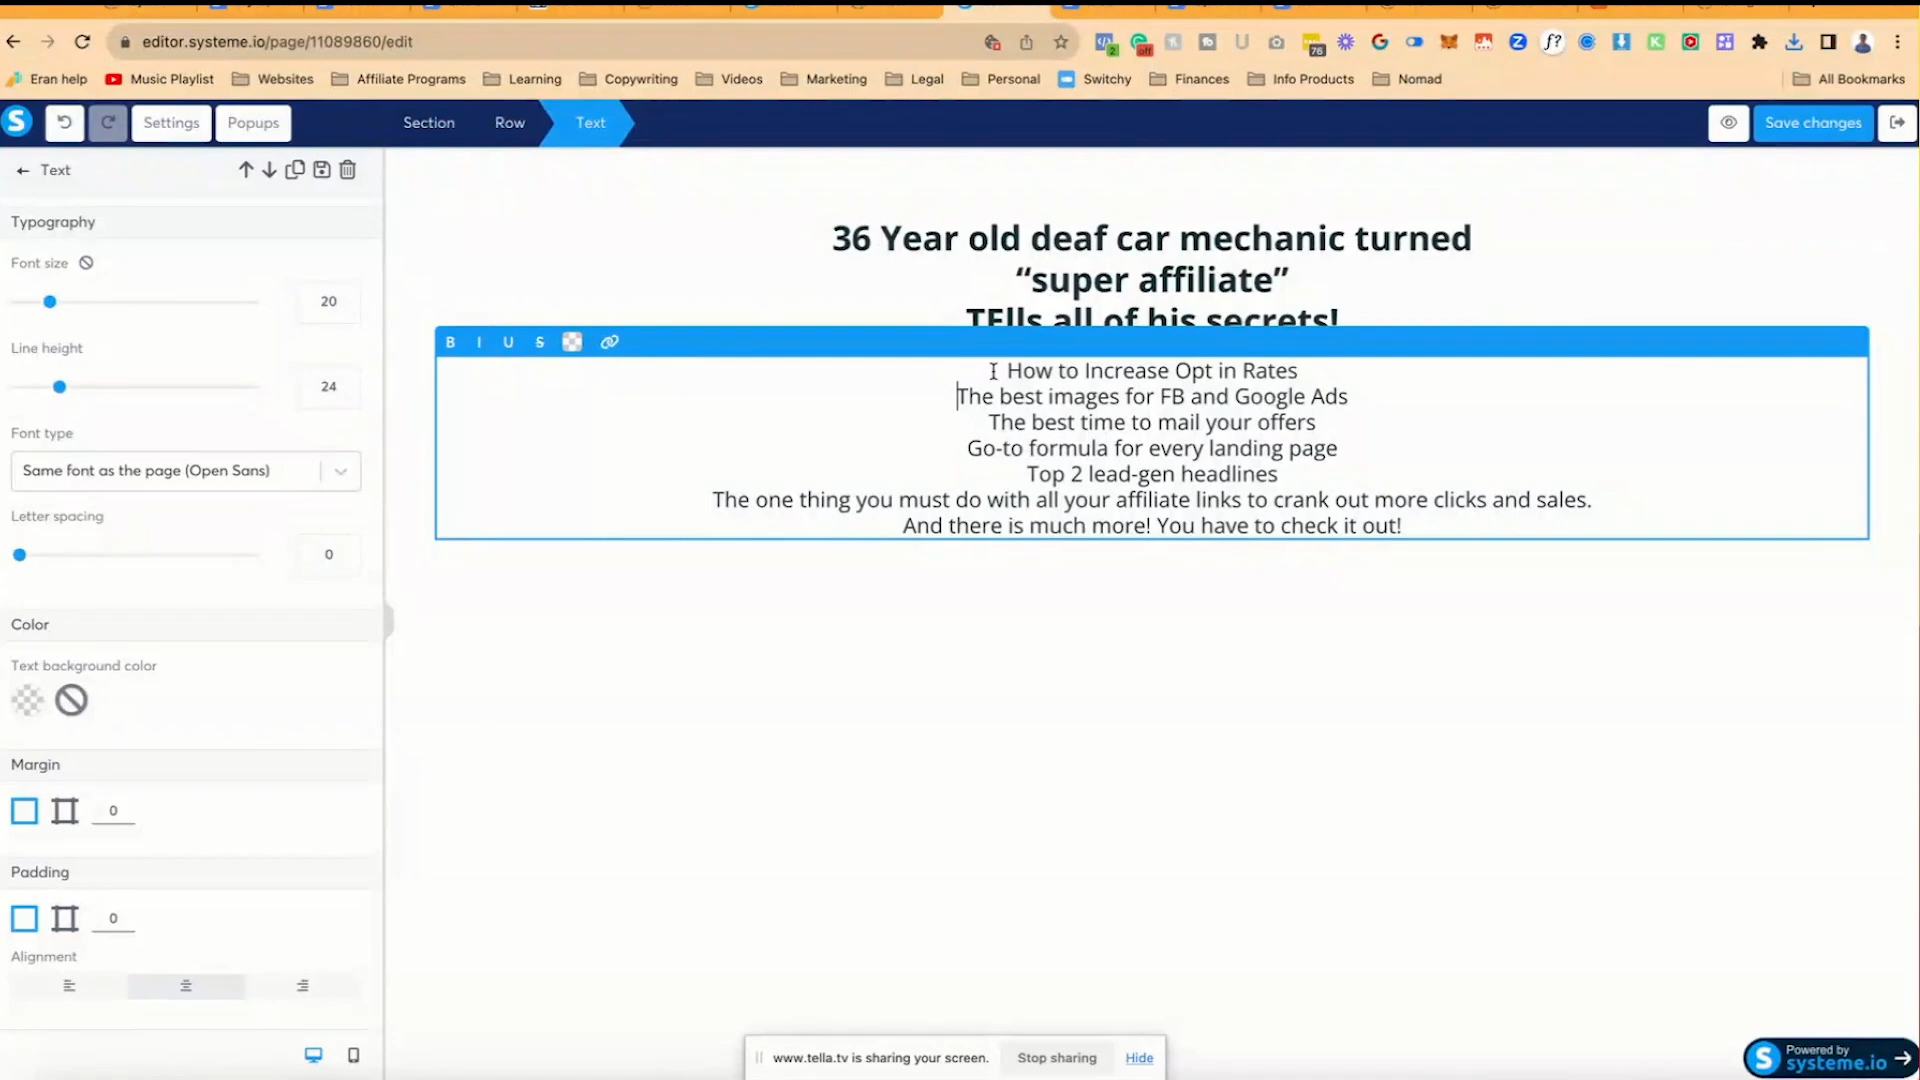 editor.systeme.io/page/11089860/edit
2
off
76
f?
Eran help
Music Playlist
Websites
Affiliate Programs
Learning
Copywriting
Videos
Marketing
Legal
Personal
Switchy
Finances
Info Products
Nomad
All Bookmarks
S
Settings
Popups
Section
Row
Text
Save changes
Text
Typography
Font size
20
Line height
24
Font type
Same font as the page (Open Sans)
Letter spacing
0
Color
Text background color
Margin
0
Padding
0
Alignment
36 Year old deaf car mechanic turned
“super affiliate”
TElls all of his secrets!
B I U S
How to Increase Opt in Rates
The best images for FB and Google Ads
The best time to mail your offers
Go-to formula for every landing page
Top 2 lead-gen headlines
The one thing you must do with all your affiliate links to crank out more clicks and sales.
And there is much more! You have to check it out!
www.tella.tv is sharing your screen.
Stop sharing
Hide
S
Powered by
systeme.io